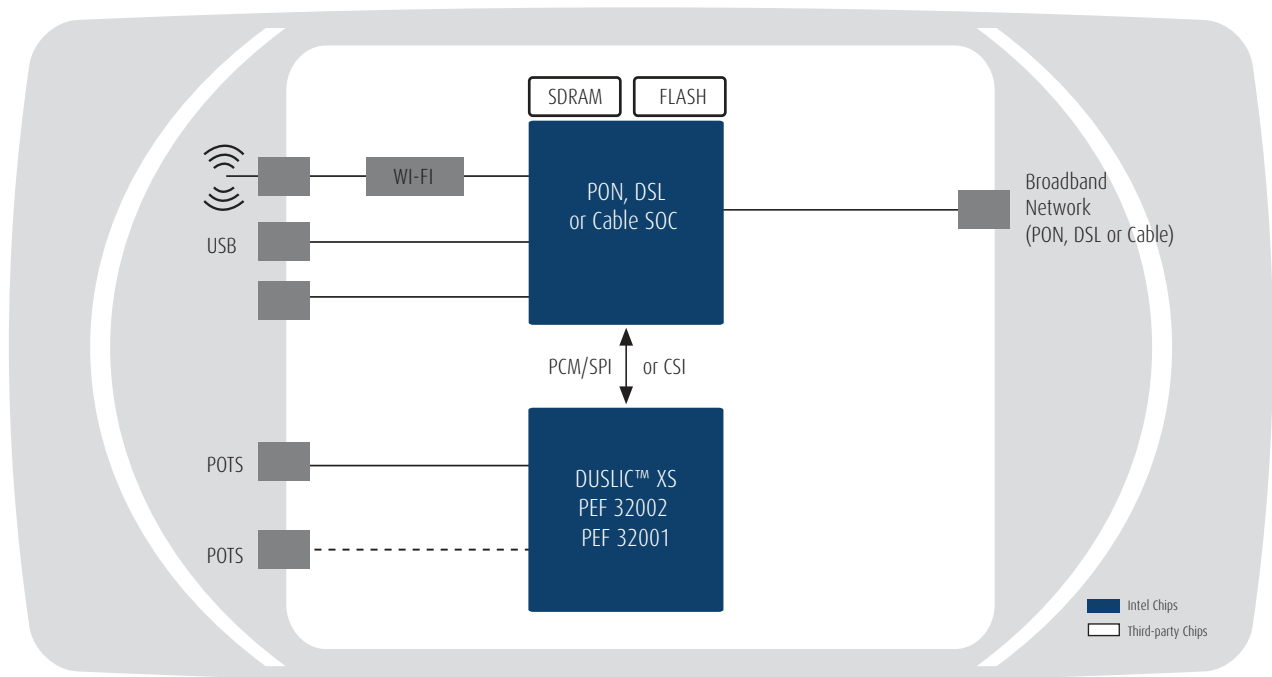 SDRAM
FLASH
WI-FI
PON, DSL
or Cable SOC
Broadband
Network
(PON, DSL or Cable)
USB
PCM/SPI
or CSI
POTS
DUSLIC™ XS
PEF 32002
PEF 32001
POTS
Intel Chips
Third-party Chips